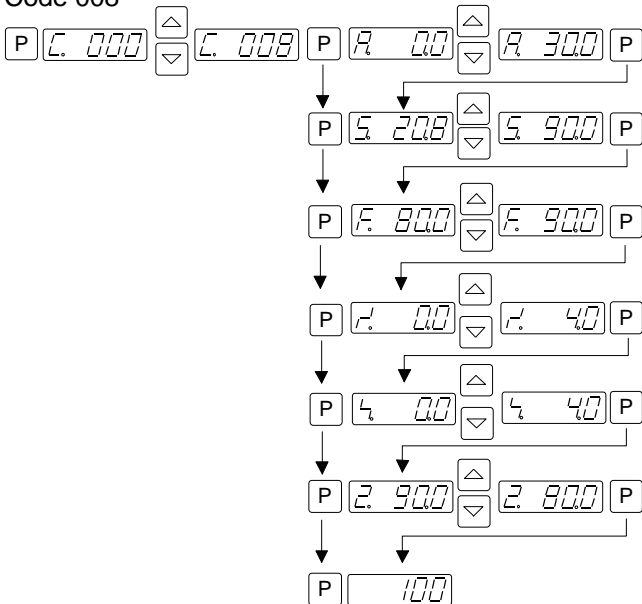 Code 008
P C. 000 C. 008 P A. 0.0 A. 30.0 P
P S. 20.8 S. 90.0 P
P F. 80.0 F. 90.0 P
P 0.0 4.0 P
P 0.0 4.0 P
P 2. 90.0 2. 80.0 P
P 100